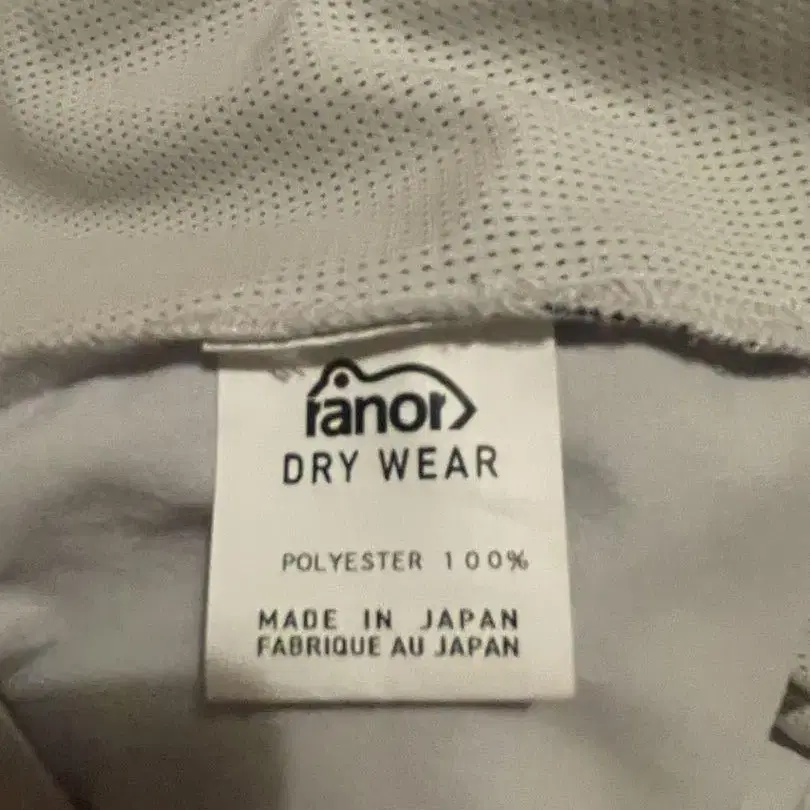 ranor
DRY WEAR
POLYESTER 100%
MADE IN JAPAN
FABRIQUE AU JAPAN